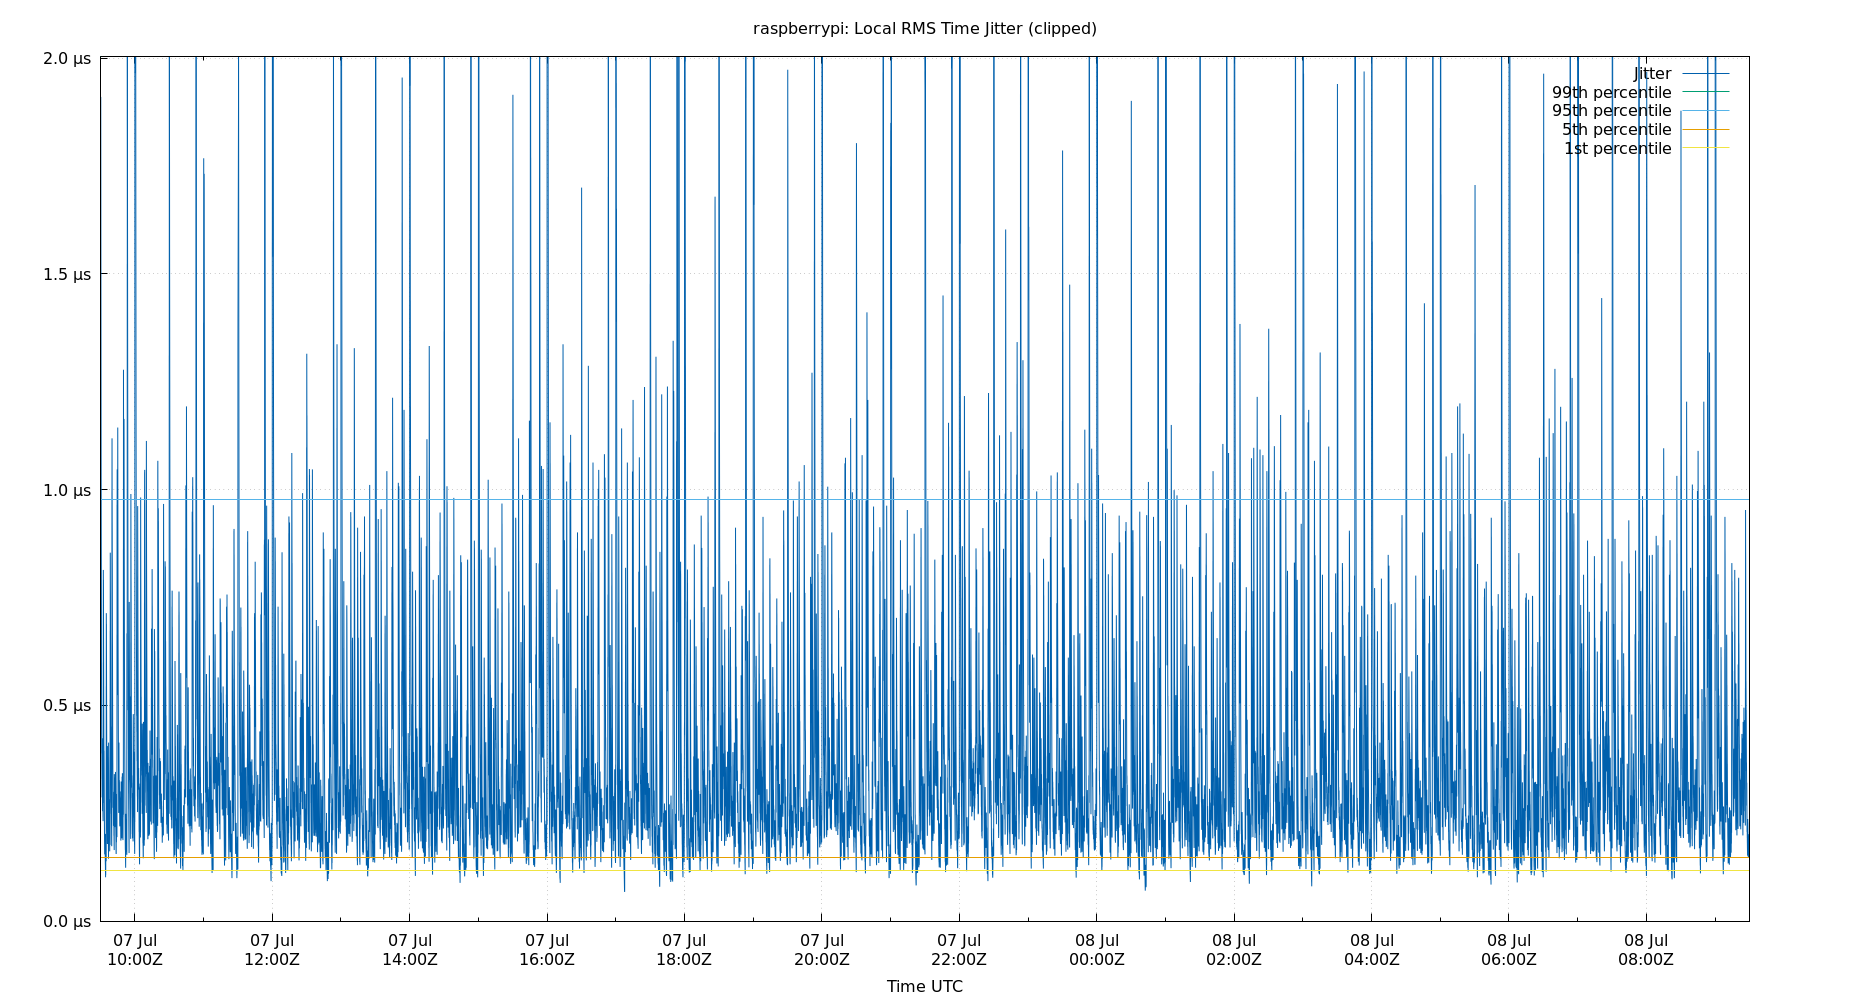 raspberrypi: Local RMS Time Jitter (clipped)
2.0 μs
1.5 μs
1.0 μs
0.5 μs
0.0 μs
Jitter
99th percentile
95th percentile
5th percentile
1st percentile
07 Jul 07 Jul 07 Jul 07 Jul 07 Jul 07 Jul 07 Jul 08 Jul 08 Jul 08 Jul 08 Jul 08 Jul
10:00Z 12:00Z 14:00Z 16:00Z 18:00Z 20:00Z 22:00Z 00:00Z 02:00Z 04:00Z 06:00Z 08:00Z
Time UTC